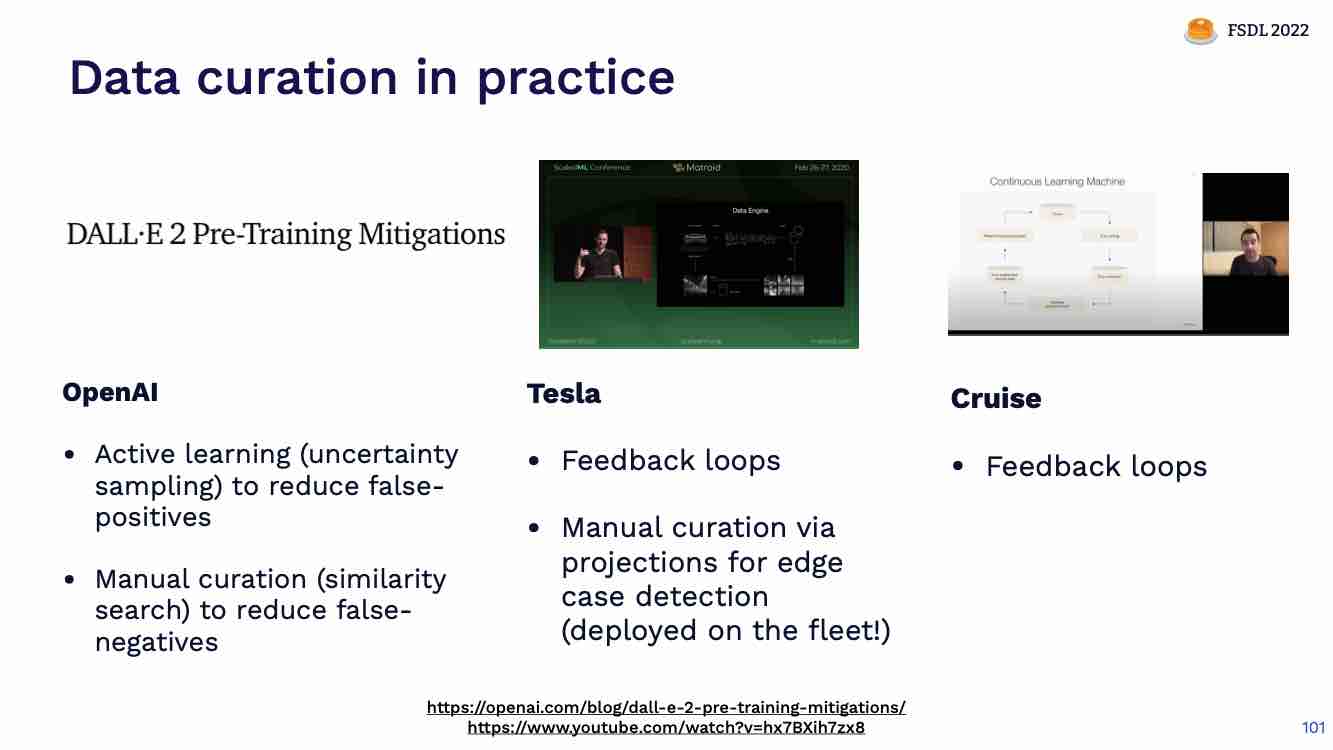 FSDL 2022
Data curation in practice
DALL·E 2 Pre-Training Mitigations
ScaledML Conference
Matroid
Feb 26-27, 2020
Data Engine
Continuous Learning Machine
OpenAI
• Active learning (uncertainty
sampling) to reduce false-
positives
• Manual curation (similarity
search) to reduce false-
negatives
Tesla
• Feedback loops
• Manual curation via
projections for edge
case detection
(deployed on the fleet!)
Cruise
• Feedback loops
https://openai.com/blog/dall-e-2-pre-training-mitigations/
https://www.youtube.com/watch?v=hx7BXih7zx8
101